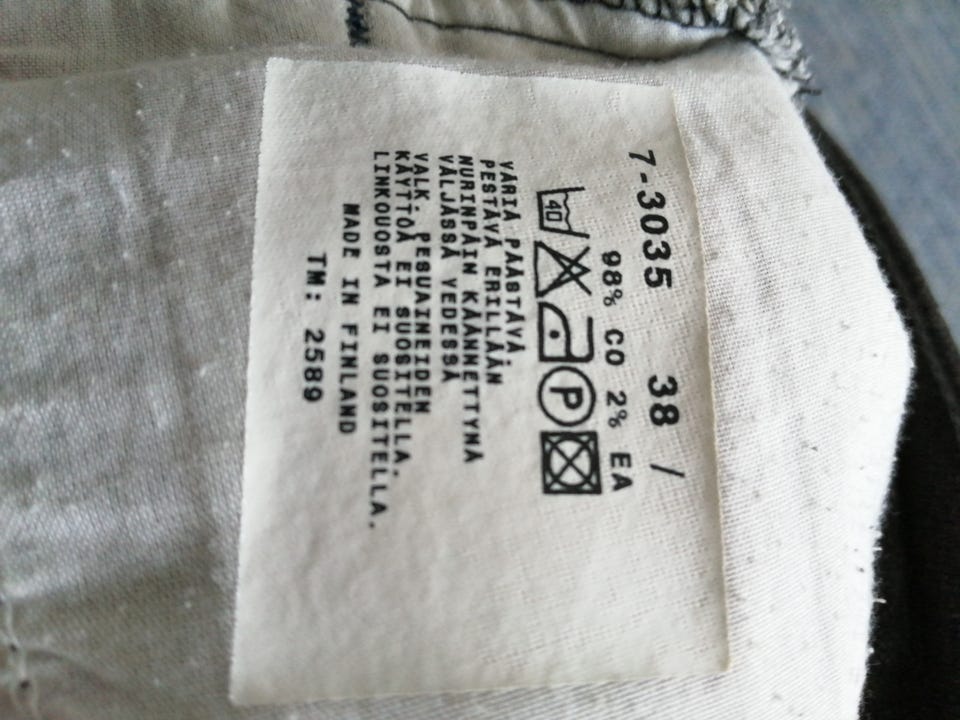 7-3035 38 /
98% CO 2% EA
40 P
VÄRIÄ PÄÄSTÄVÄ.
PESTÄVÄ ERILLÄÄN
NURINPÄIN KÄÄNNETTYNÄ
VÄLJÄSSÄ VEDESSÄ
VALK. PESUAINEIDEN
KÄYTTÖÄ EI SUOSITELLA.
LINKOUOSTA EI SUOSITELLA.
MADE IN FINLAND
TM: 2589